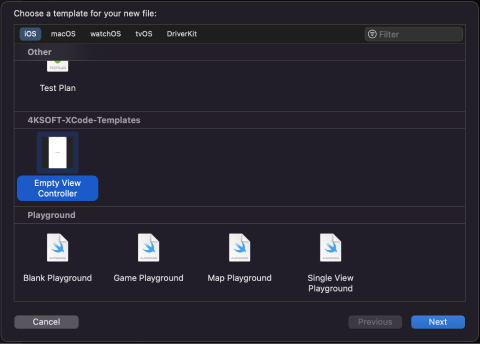 Choose a template for your new file:
iOS macOS watchOS tvOS DriverKit Filter
Other
Test Plan
4KSOFT-XCode-Templates
Empty View
Controller
Playground
Blank Playground Game Playground Map Playground Single View
Playground
Cancel Previous Next